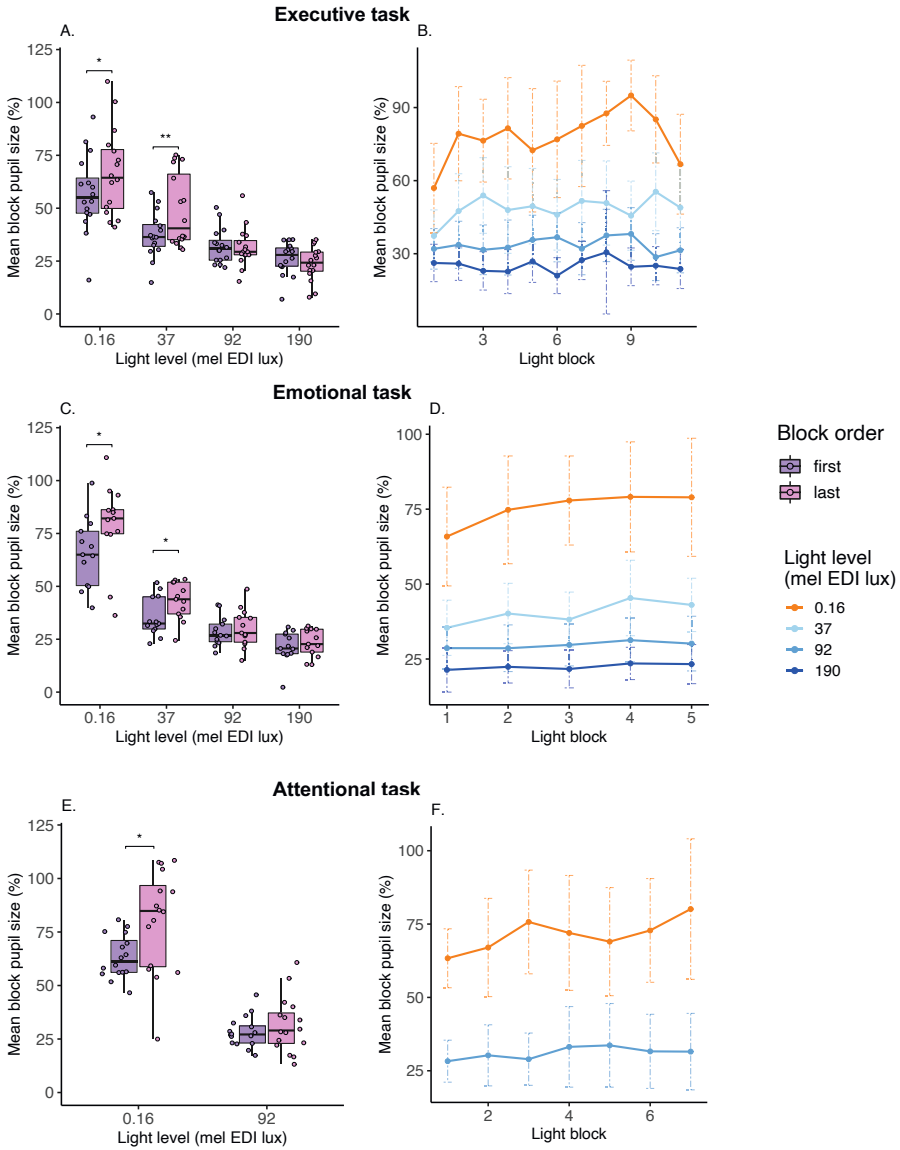 Executive task
A.
B.
125
100
75
50
25
0
Mean block pupil size (%)
*
**
0.16 37 92 190
Light level (mel EDI lux)
90
60
30
Mean block pupil size (%)
3 6 9
Light block
Emotional task
C.
D.
125
100
75
50
25
0
Mean block pupil size (%)
*
*
0.16 37 92 190
Light level (mel EDI lux)
100
75
50
25
Mean block pupil size (%)
1 2 3 4 5
Light block
Block order
first
last
Light level
(mel EDI lux)
0.16
37
92
190
Attentional task
E.
F.
125
100
75
50
25
0
Mean block pupil size (%)
*
0.16 92
Light level (mel EDI lux)
100
75
50
25
Mean block pupil size (%)
2 4 6
Light block